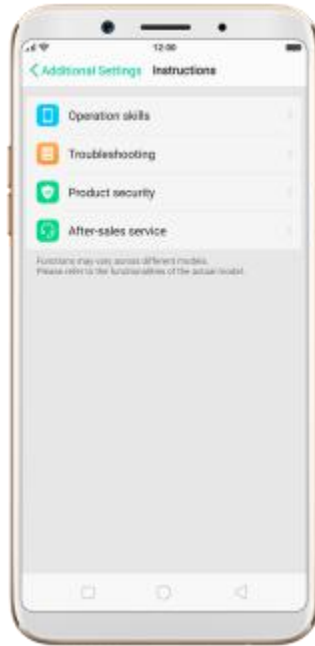 12:00
Additional Settings Instructions
Operation skills
Troubleshooting
Product security
After-sales service
Functions may vary across different models.
Please refer to the functionalities of the actual model.